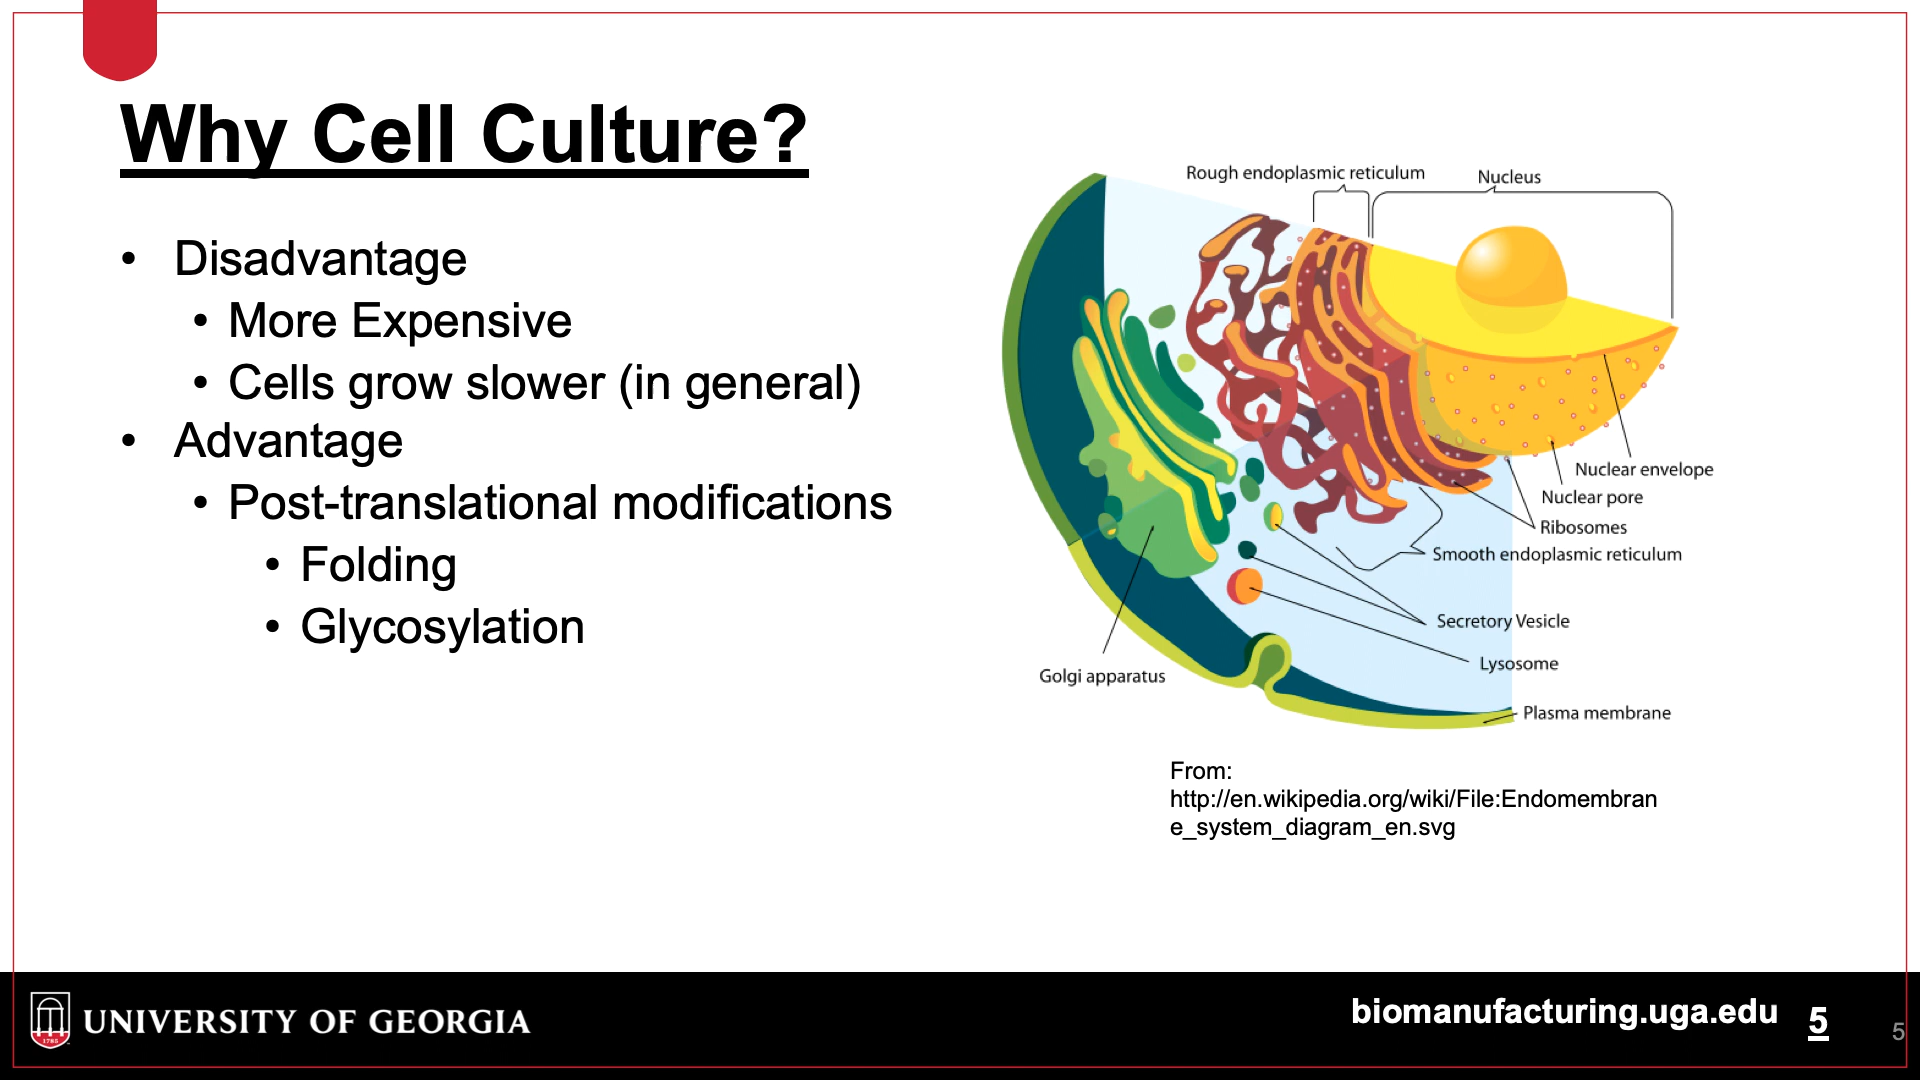 Why Cell Culture?
• Disadvantage
• More Expensive
• Cells grow slower (in general)
• Advantage
• Post-translational modifications
• Folding
• Glycosylation
Rough endoplasmic reticulum
Nucleus
Nuclear envelope
Nuclear pore
Ribosomes
Smooth endoplasmic reticulum
Secretory Vesicle
Lysosome
Golgi apparatus
Plasma membrane
From:
http://en.wikipedia.org/wiki/File:Endomembran
e_system_diagram_en.svg
1785
UNIVERSITY OF GEORGIA
biomanufacturing.uga.edu
5
5